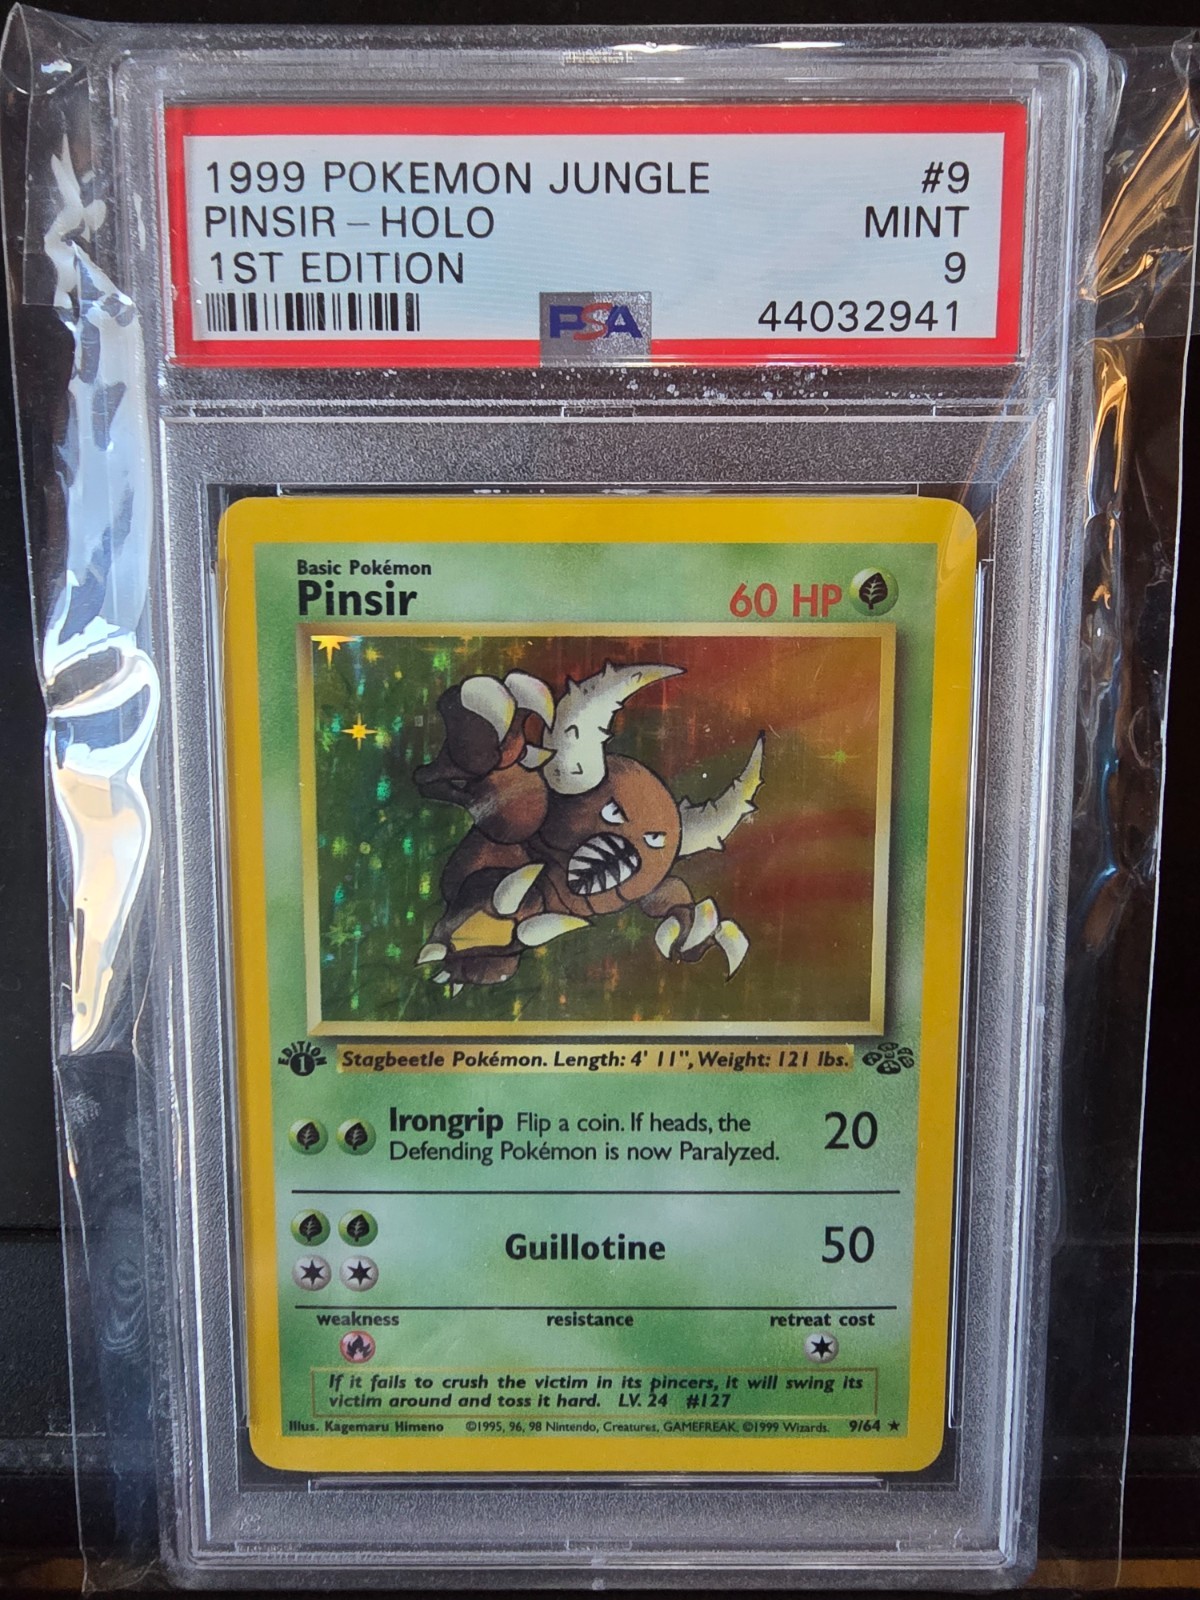 1999 POKEMON JUNGLE #9
PINSIR – HOLO MINT
1ST EDITION 9
PSA 44032941
Basic Pokémon
Pinsir 60 HP
EDITION 1
Stagbeetle Pokémon. Length: 4' 11", Weight: 121 lbs.
Irongrip Flip a coin. If heads, the 20
Defending Pokémon is now Paralyzed.
Guillotine 50
weakness resistance retreat cost
If it fails to crush the victim in its pincers, it will swing its
victim around and toss it hard. LV. 24 #127
Illus. Kagemaru Himeno ©1995, 96, 98 Nintendo, Creatures, GAMEFREAK. ©1999 Wizards. 9/64 ★